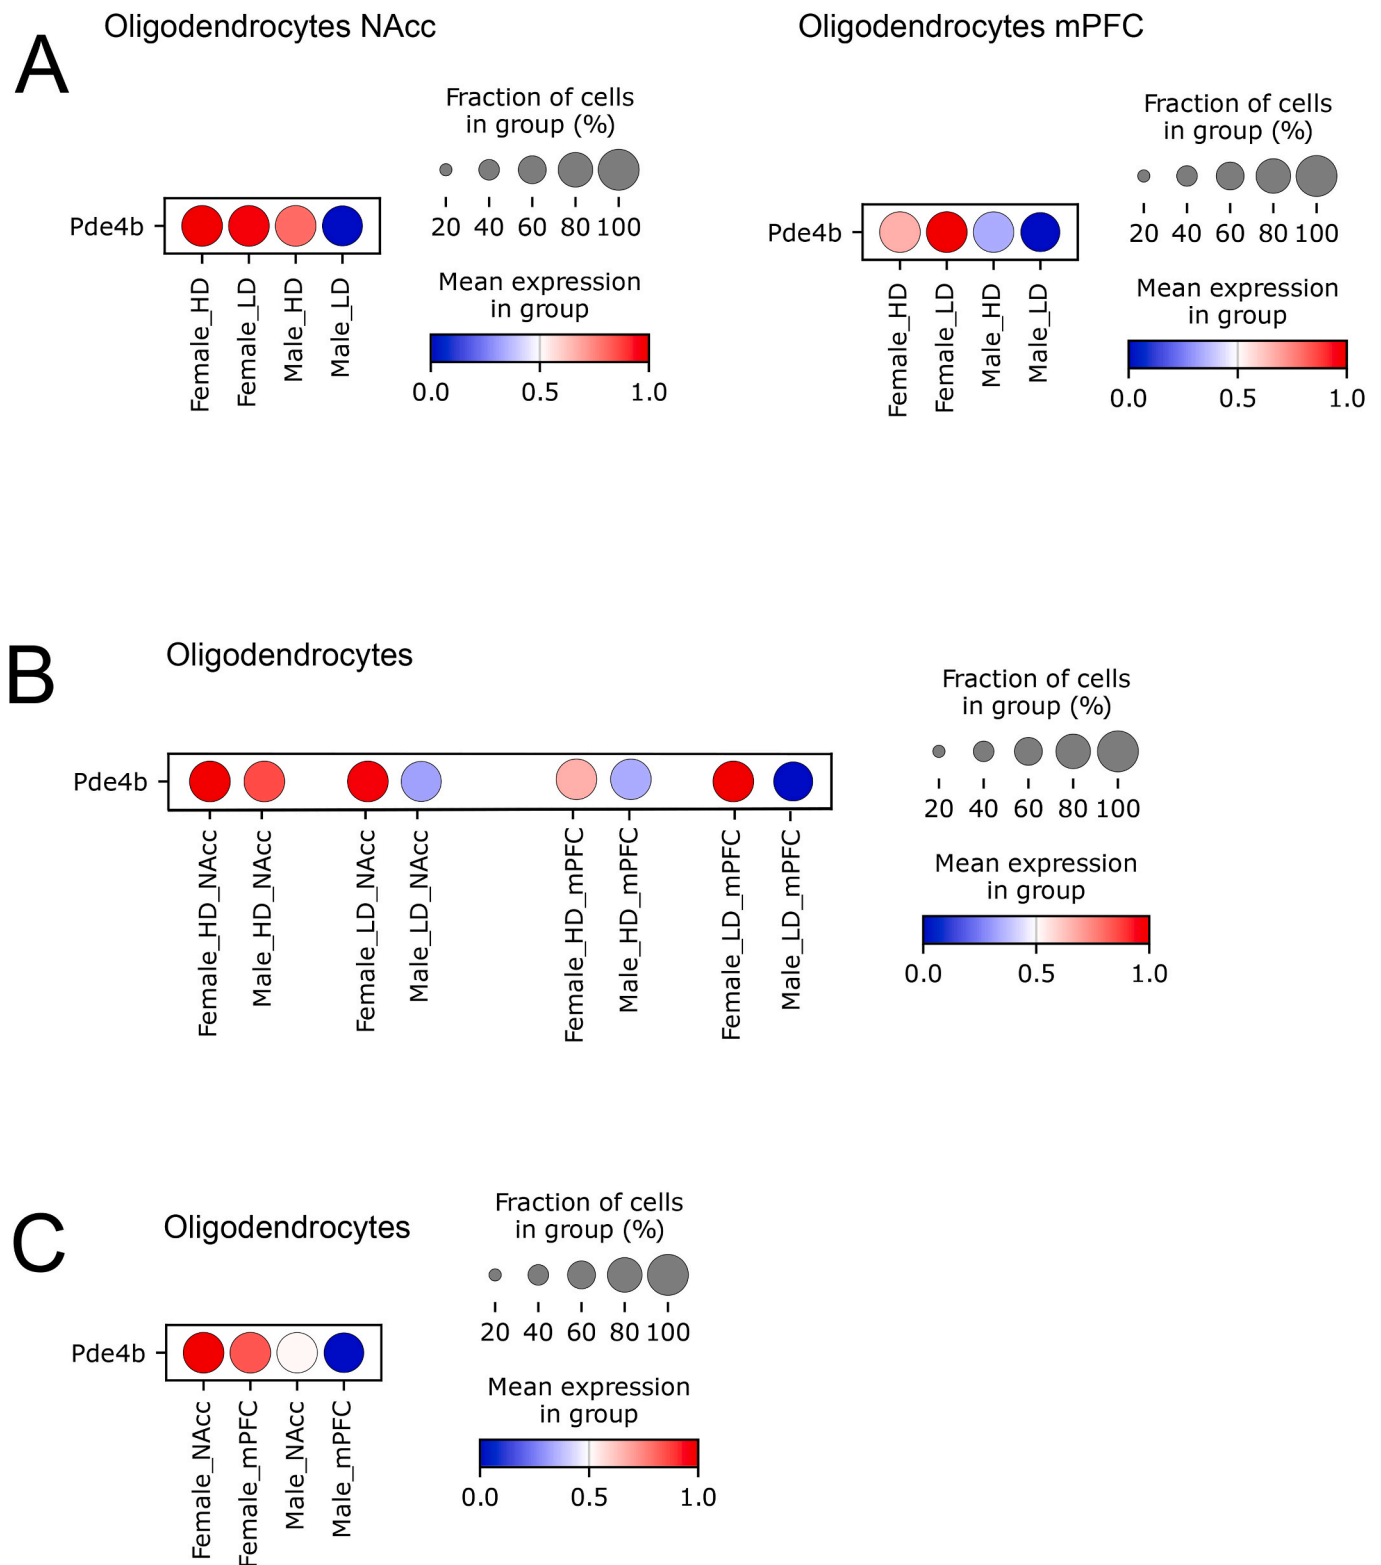 A
Oligodendrocytes NAcc
Fraction of cells
in group (%)
20 40 60 80 100
Pde4b
Female_HD
Female_LD
Male_HD
Male_LD
Mean expression
in group
0.0 0.5 1.0
Oligodendrocytes mPFC
Fraction of cells
in group (%)
20 40 60 80 100
Pde4b
Female_HD
Female_LD
Male_HD
Male_LD
Mean expression
in group
0.0 0.5 1.0
B
Oligodendrocytes
Pde4b
Female_HD_NAcc
Male_HD_NAcc
Female_LD_NAcc
Male_LD_NAcc
Female_HD_mPFC
Male_HD_mPFC
Female_LD_mPFC
Male_LD_mPFC
Fraction of cells
in group (%)
20 40 60 80 100
Mean expression
in group
0.0 0.5 1.0
C
Oligodendrocytes
Pde4b
Female_NAcc
Female_mPFC
Male_NAcc
Male_mPFC
Fraction of cells
in group (%)
20 40 60 80 100
Mean expression
in group
0.0 0.5 1.0